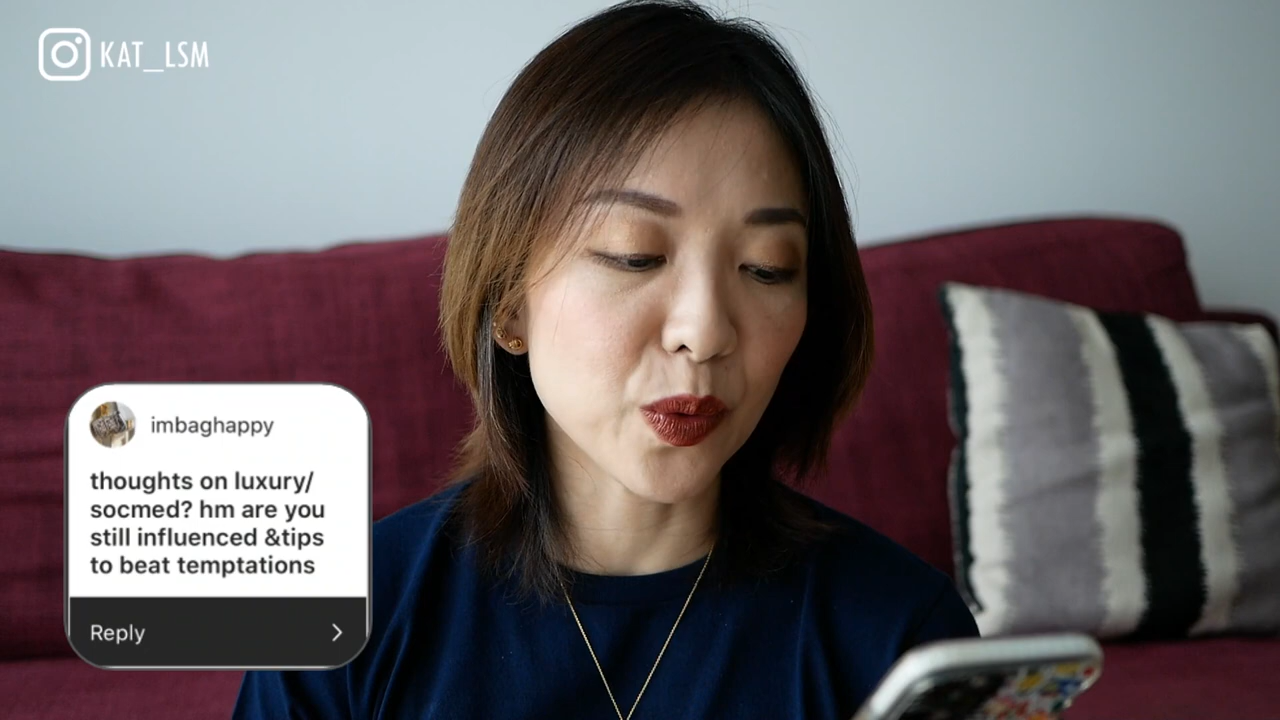 KAT_LSM
imbaghappy
thoughts on luxury/
socmed? hm are you
still influenced &tips
to beat temptations
Reply